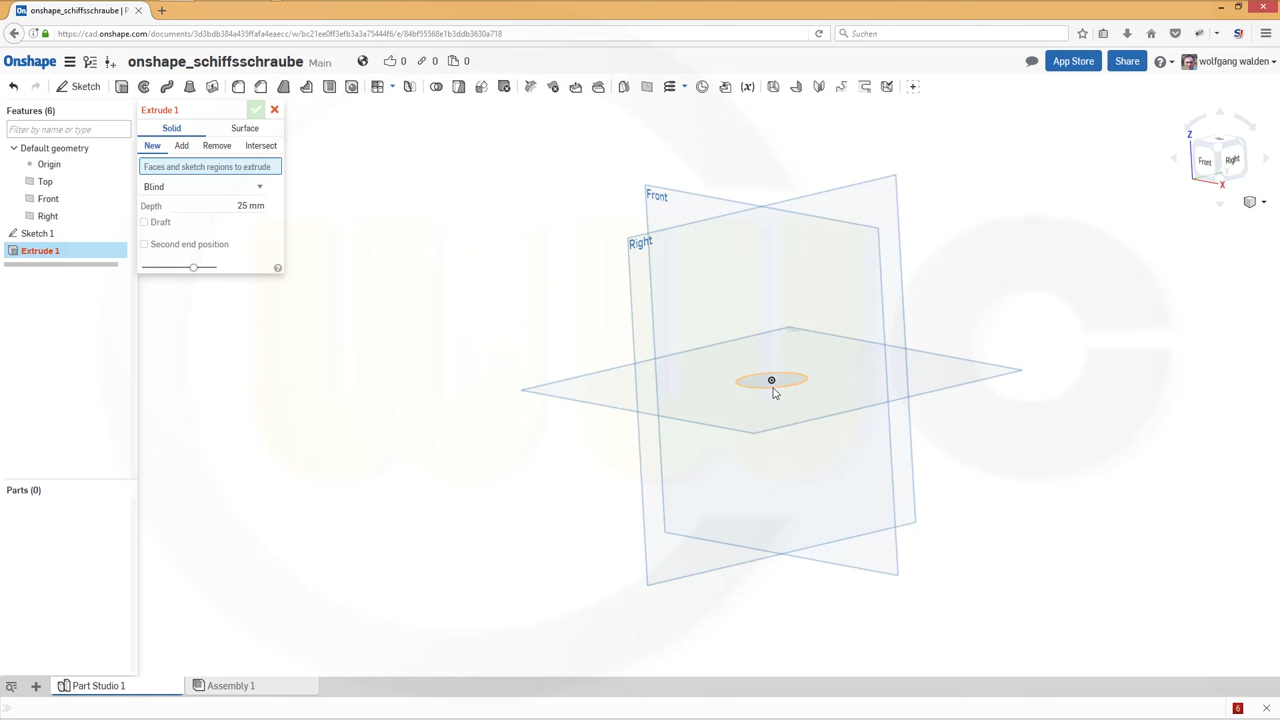 onshape_schiffsschraube | P
https://cad.onshape.com/documents/3d3bdb384a435ffafa4eaecc/w/bc21ee0ff3efb3a3a75454f6/e/84bf55568e1b3ddb3630a718
Suchen
Onshape
onshape_schiffsschraube Main
0
0
0
App Store
Share
wolfgang walden
Sketch
(x)
Features (6)
Filter by name or type
Default geometry
Origin
Top
Front
Right
Sketch 1
Extrude 1
Extrude 1
Solid Surface
New Add Remove Intersect
Faces and sketch regions to extrude
Blind
Depth 25 mm
Draft
Second end position
Front
Right
Z
Front
Right
X
Parts (0)
Part Studio 1
Assembly 1
6